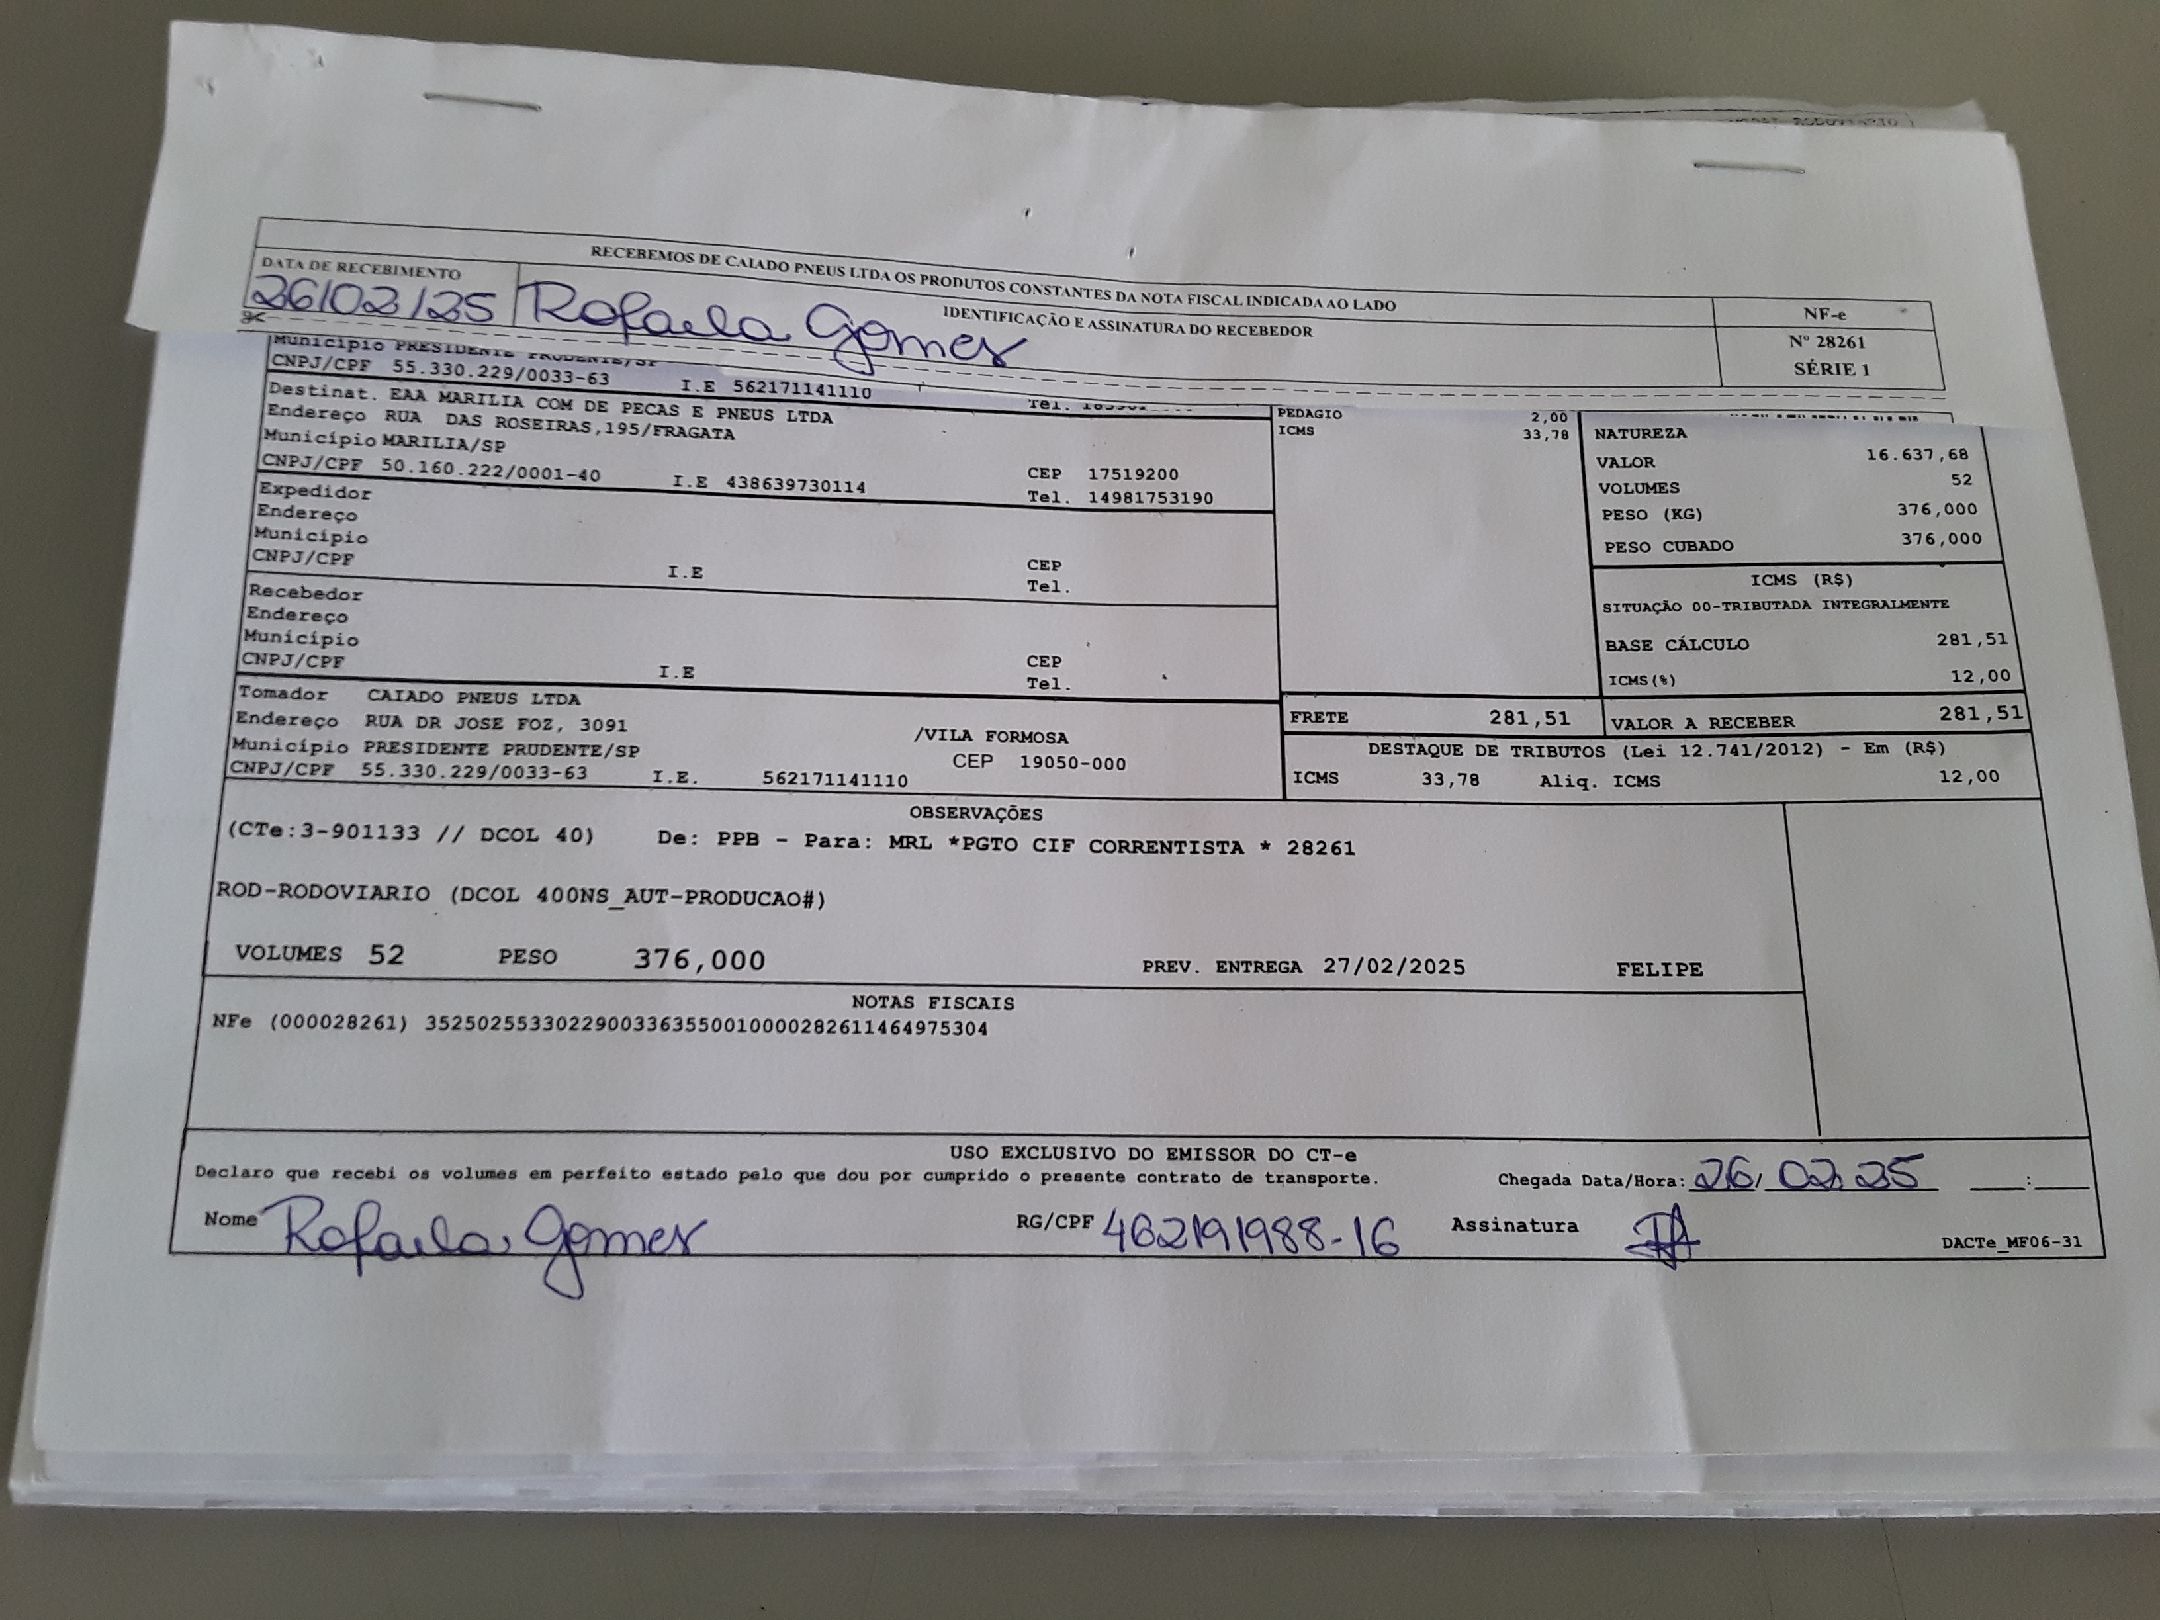 RECEBEMOS DE CAIADO PNEUS LTDA OS PRODUTOS CONSTANTES DA NOTA FISCAL INDICADA AO LADO
NF-e
Nº 28261
SÉRIE 1
DATA DE RECEBIMENTO
26/02/25
IDENTIFICAÇÃO E ASSINATURA DO RECEBEDOR
Rafaela Gomes
Município PRESIDENTE PRUDENTE/SP
CNPJ/CPF 55.330.229/0033-63 I.E 562171141110
Tel.
Destinat. EAA MARILIA COM DE PECAS E PNEUS LTDA
Endereço RUA DAS ROSEIRAS,195/FRAGATA
Município MARILIA/SP CEP 17519200
CNPJ/CPF 50.160.222/0001-40 I.E 438639730114 Tel. 14981753190
Expedidor
Endereço
Município CEP
CNPJ/CPF I.E Tel.
Recebedor
Endereço
Município CEP
CNPJ/CPF I.E Tel.
Tomador CAIADO PNEUS LTDA
Endereço RUA DR JOSE FOZ, 3091 /VILA FORMOSA
Município PRESIDENTE PRUDENTE/SP CEP 19050-000
CNPJ/CPF 55.330.229/0033-63 I.E. 562171141110
PEDAGIO 2,00
ICMS 33,78
NATUREZA
VALOR 16.637,68
VOLUMES 52
PESO (KG) 376,000
PESO CUBADO 376,000
ICMS (R$)
SITUAÇÃO 00-TRIBUTADA INTEGRALMENTE
BASE CÁLCULO 281,51
ICMS(%) 12,00
FRETE 281,51 VALOR A RECEBER 281,51
DESTAQUE DE TRIBUTOS (Lei 12.741/2012) - Em (R$)
ICMS 33,78 Aliq. ICMS 12,00
OBSERVAÇÕES
(CTe:3-901133 // DCOL 40) De: PPB - Para: MRL *PGTO CIF CORRENTISTA * 28261
ROD-RODOVIARIO (DCOL 400NS_AUT-PRODUCAO#)
VOLUMES 52 PESO 376,000 PREV. ENTREGA 27/02/2025 FELIPE
NOTAS FISCAIS
NFe (000028261) 35250255330229003363550010000282611464975304
USO EXCLUSIVO DO EMISSOR DO CT-e
Declaro que recebi os volumes em perfeito estado pelo que dou por cumprido o presente contrato de transporte. Chegada Data/Hora: 26/02/25 ___:___
Nome Rafaela Gomes RG/CPF 462191988-16 Assinatura
DACTe_MF06-31